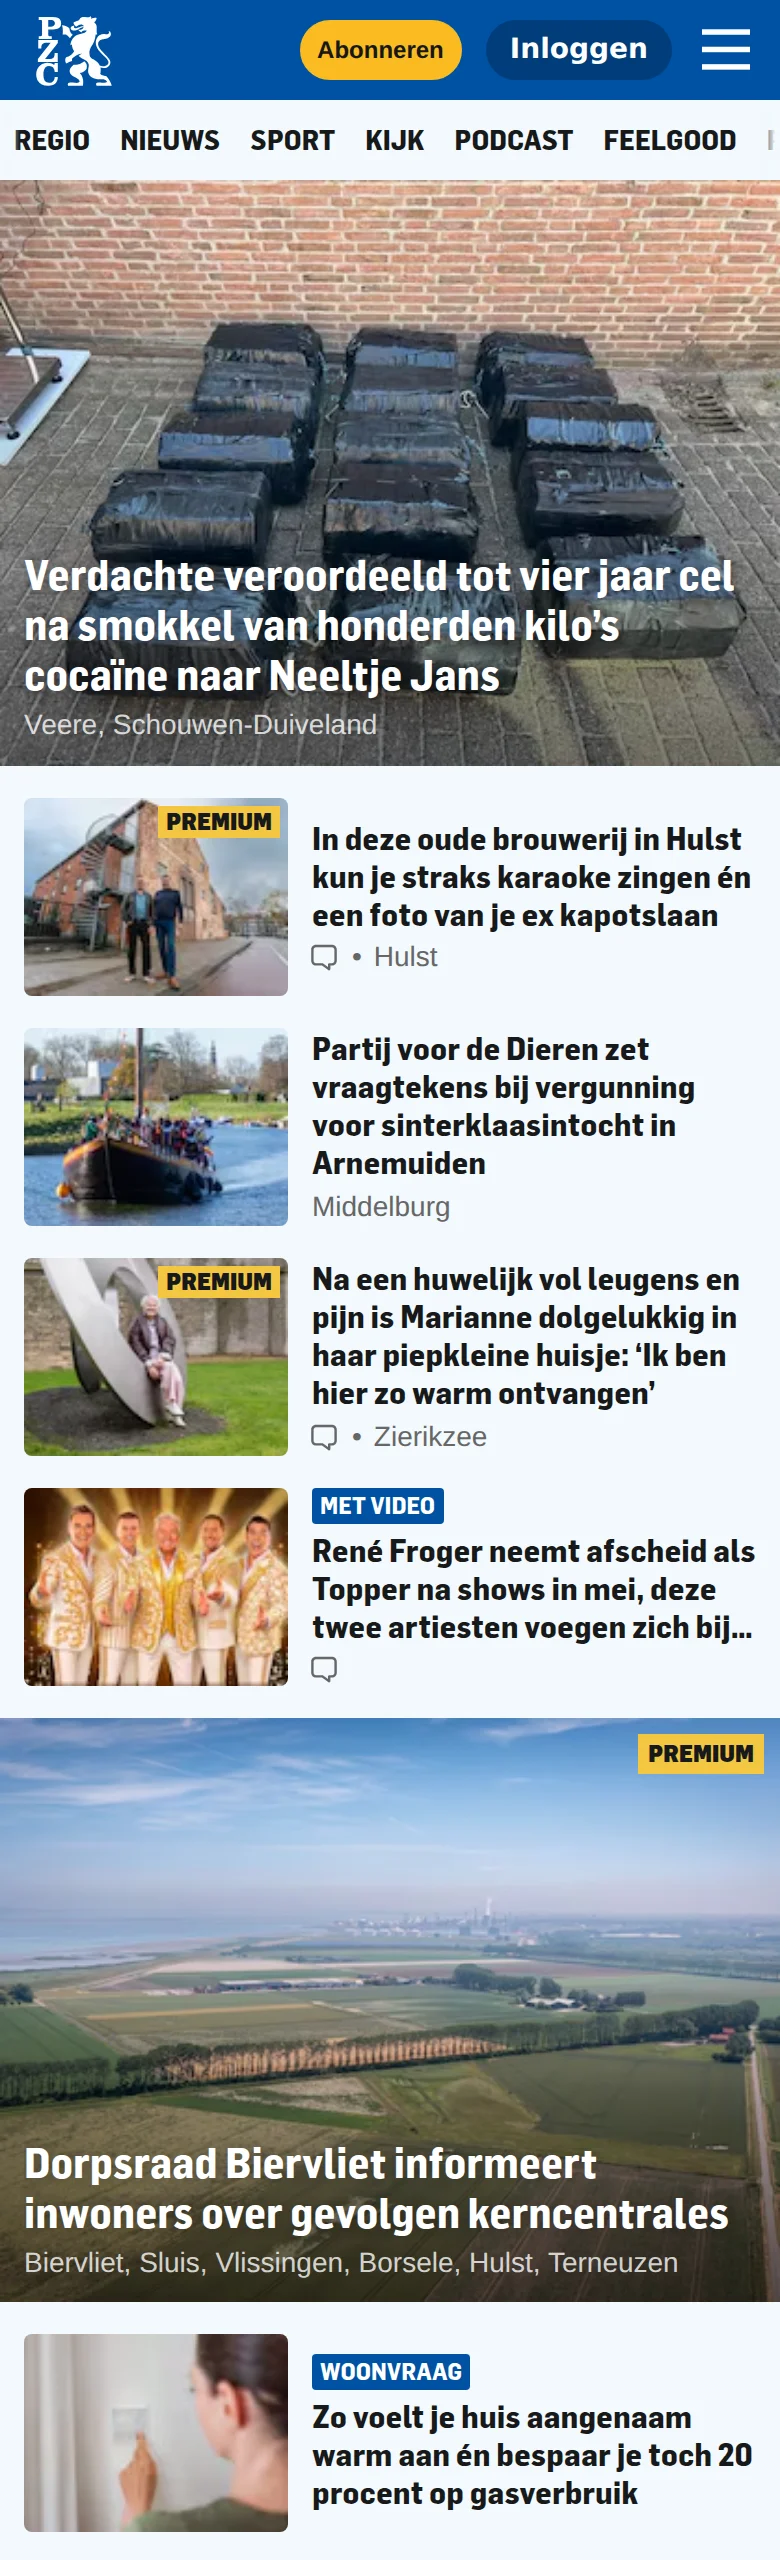 PZC
Abonneren
Inloggen
REGIO NIEUWS SPORT KIJK PODCAST FEELGOOD
Verdachte veroordeeld tot vier jaar cel
na smokkel van honderden kilo’s
cocaïne naar Neeltje Jans
Veere, Schouwen-Duiveland
PREMIUM
In deze oude brouwerij in Hulst
kun je straks karaoke zingen én
een foto van je ex kapotslaan
• Hulst
Partij voor de Dieren zet
vraagtekens bij vergunning
voor sinterklaasintocht in
Arnemuiden
Middelburg
PREMIUM
Na een huwelijk vol leugens en
pijn is Marianne dolgelukkig in
haar piepkleine huisje: ‘Ik ben
hier zo warm ontvangen’
• Zierikzee
MET VIDEO
René Froger neemt afscheid als
Topper na shows in mei, deze
twee artiesten voegen zich bij...
PREMIUM
Dorpsraad Biervliet informeert
inwoners over gevolgen kerncentrales
Biervliet, Sluis, Vlissingen, Borsele, Hulst, Terneuzen
WOONVRAAG
Zo voelt je huis aangenaam
warm aan én bespaar je toch 20
procent op gasverbruik